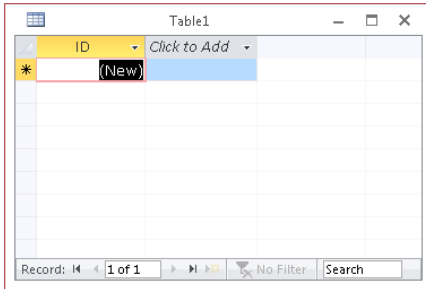 Table1
ID Click to Add
(New)
Record: 1 of 1 No Filter Search